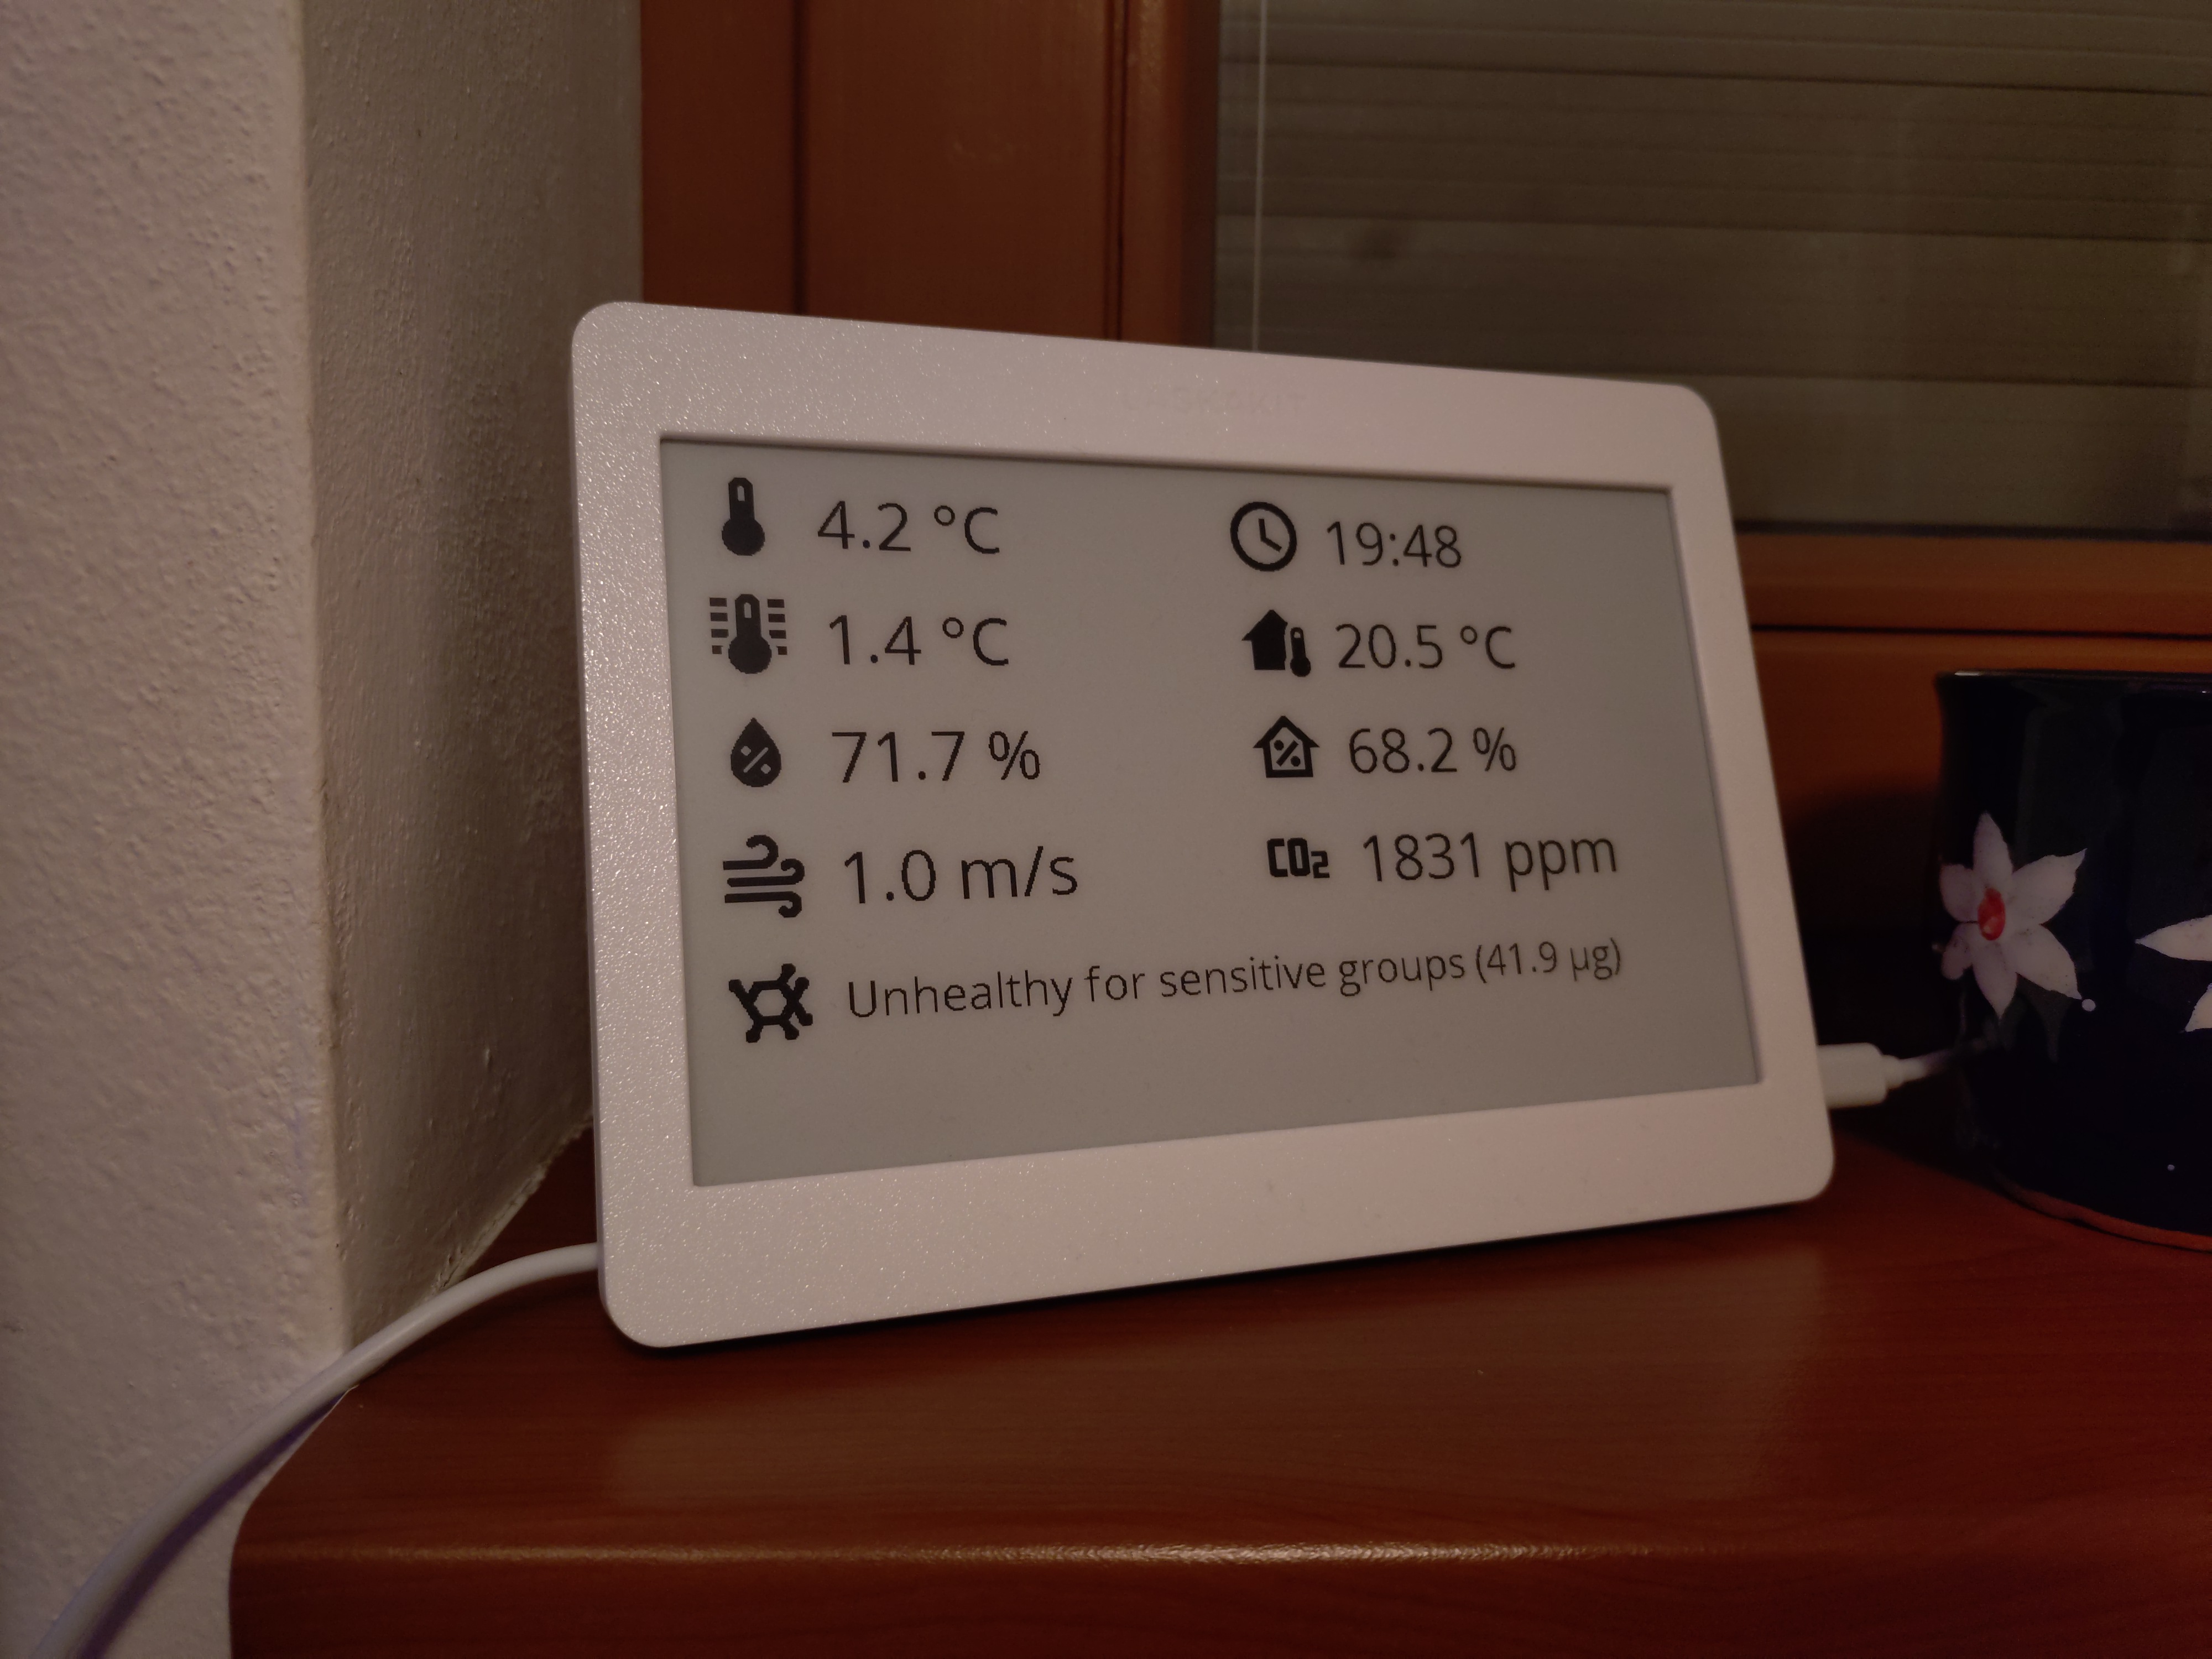 4.2 °C
1.4 °C
71.7 %
1.0 m/s
19:48
20.5 °C
68.2 %
CO₂ 1831 ppm
Unhealthy for sensitive groups (41.9 µg)